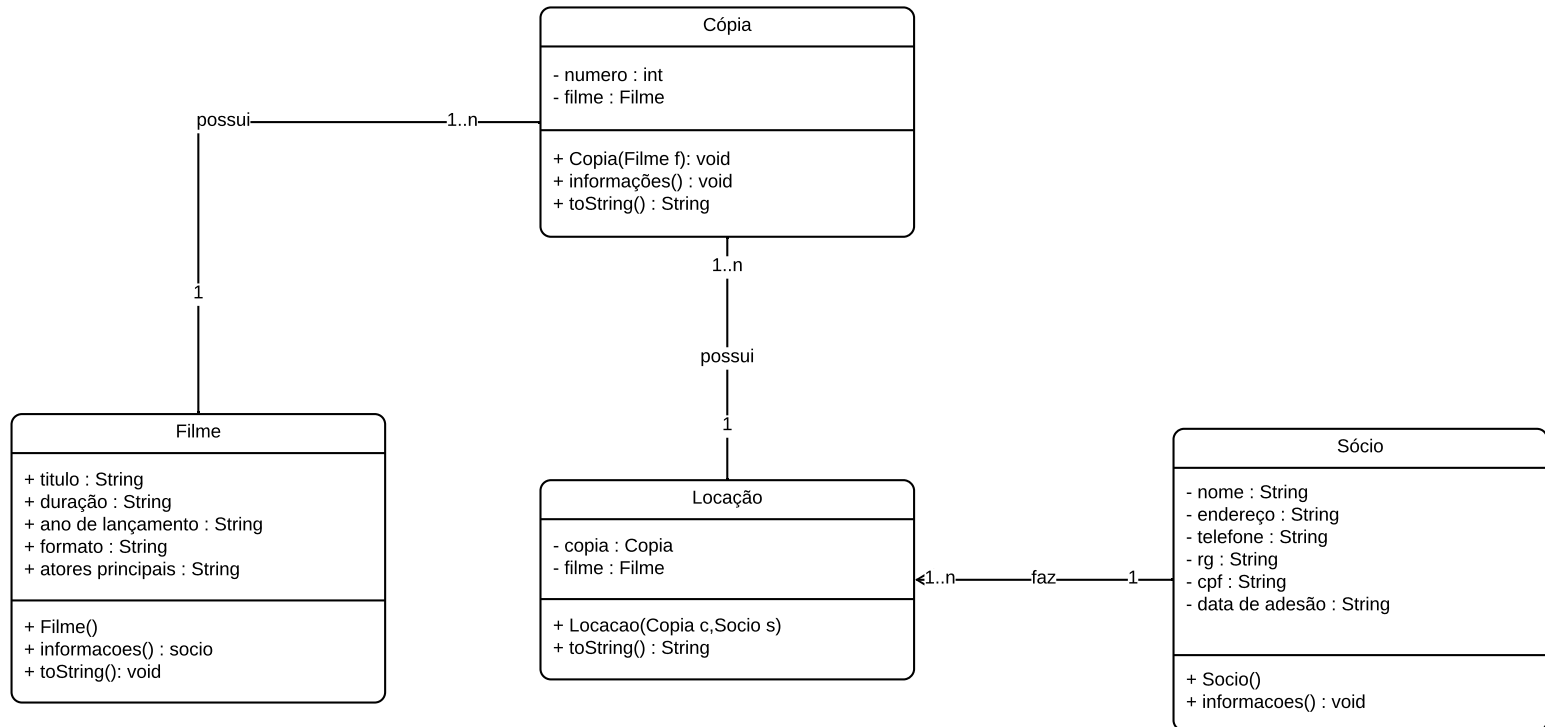 Cópia
- numero : int
- filme : Filme
+ Copia(Filme f): void
+ informações() : void
+ toString() : String
possui
1..n
1
1..n
possui
1
Filme
+ titulo : String
+ duração : String
+ ano de lançamento : String
+ formato : String
+ atores principais : String
+ Filme()
+ informacoes() : socio
+ toString(): void
Locação
- copia : Copia
- filme : Filme
+ Locacao(Copia c,Socio s)
+ toString() : String
1..n
faz
1
Sócio
- nome : String
- endereço : String
- telefone : String
- rg : String
- cpf : String
- data de adesão : String
+ Socio()
+ informacoes() : void